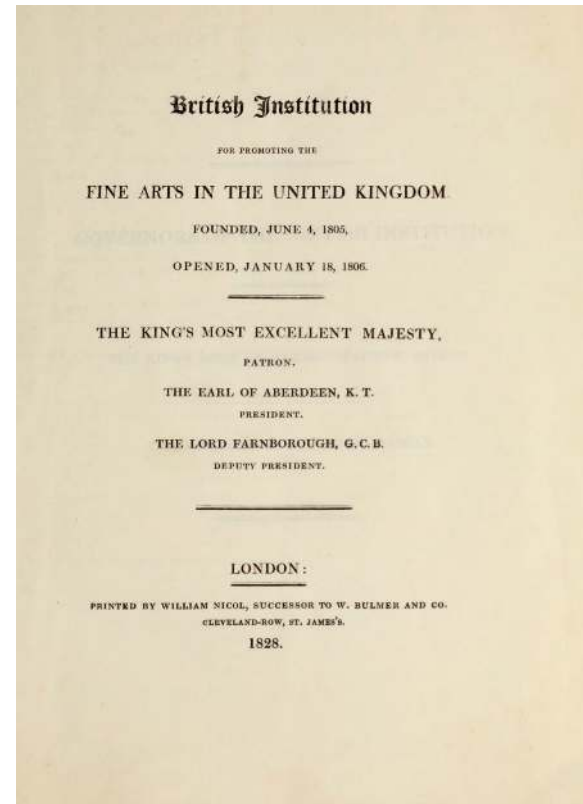 British Institution
FOR PROMOTING THE
FINE ARTS IN THE UNITED KINGDOM.
FOUNDED, JUNE 4, 1805,
OPENED, JANUARY 18, 1806.
THE KING'S MOST EXCELLENT MAJESTY,
PATRON.
THE EARL OF ABERDEEN, K. T.
PRESIDENT.
THE LORD FARNBOROUGH, G. C. B.
DEPUTY PRESIDENT.
LONDON:
PRINTED BY WILLIAM NICOL, SUCCESSOR TO W. BULMER AND CO.
CLEVELAND-ROW, ST. JAMES'S.
1828.